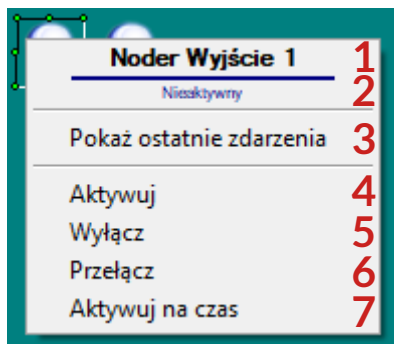 Noder Wyjście 1 1
Nieaktywny 2
Pokaż ostatnie zdarzenia 3
Aktywuj 4
Wyłącz 5
Przełącz 6
Aktywuj na czas 7